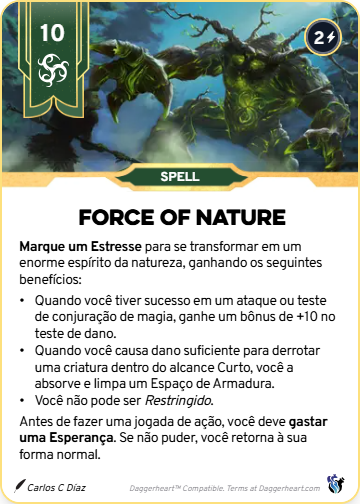 10
2
SPELL
FORCE OF NATURE
Marque um Estresse para se transformar em um
enorme espírito da natureza, ganhando os seguintes
benefícios:
• Quando você tiver sucesso em um ataque ou teste
de conjuração de magia, ganhe um bônus de +10 no
teste de dano.
• Quando você causa dano suficiente para derrotar
uma criatura dentro do alcance Curto, você a
absorve e limpa um Espaço de Armadura.
• Você não pode ser Restringido.
Antes de fazer uma jogada de ação, você deve gastar
uma Esperança. Se não puder, você retorna à sua
forma normal.
Carlos C Díaz
Daggerheart™ Compatible. Terms at Daggerheart.com